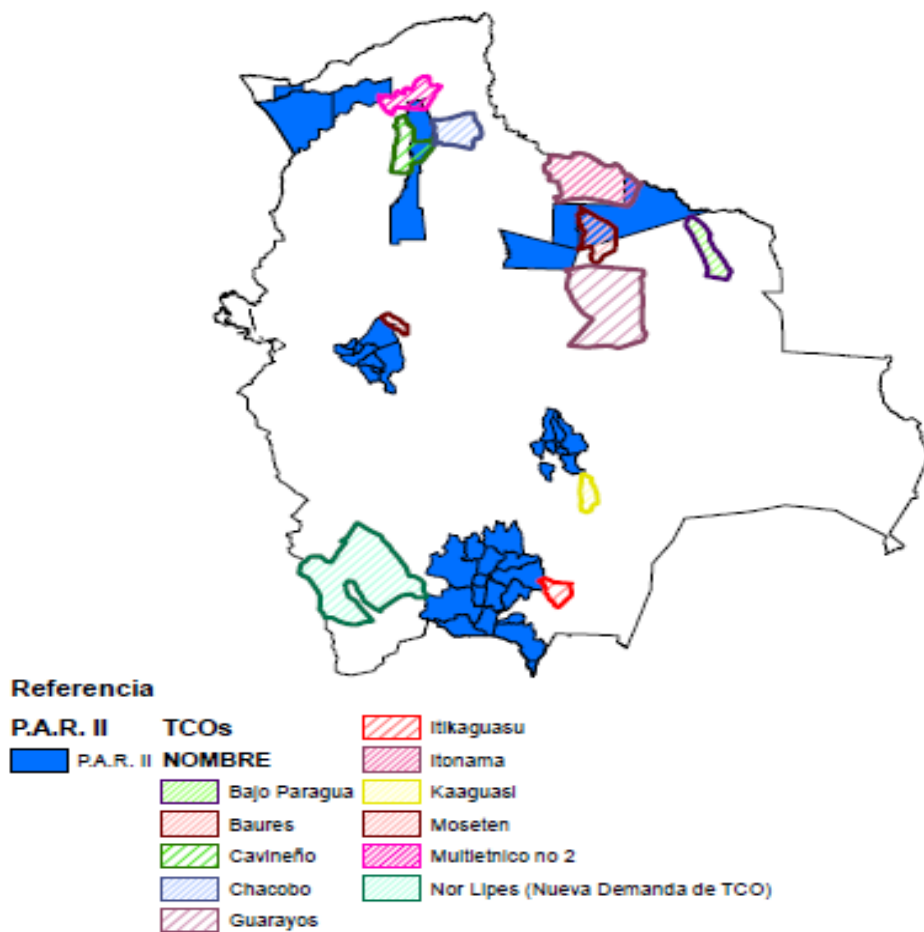 Referencia
P.A.R. II
P.A.R. II
TCOs
NOMBRE
Bajo Paragua
Baures
Cavineño
Chacobo
Guarayos
Itikaguasu
Itonama
Kaaguasi
Moseten
Multietnico no 2
Nor Lipes (Nueva Demanda de TCO)